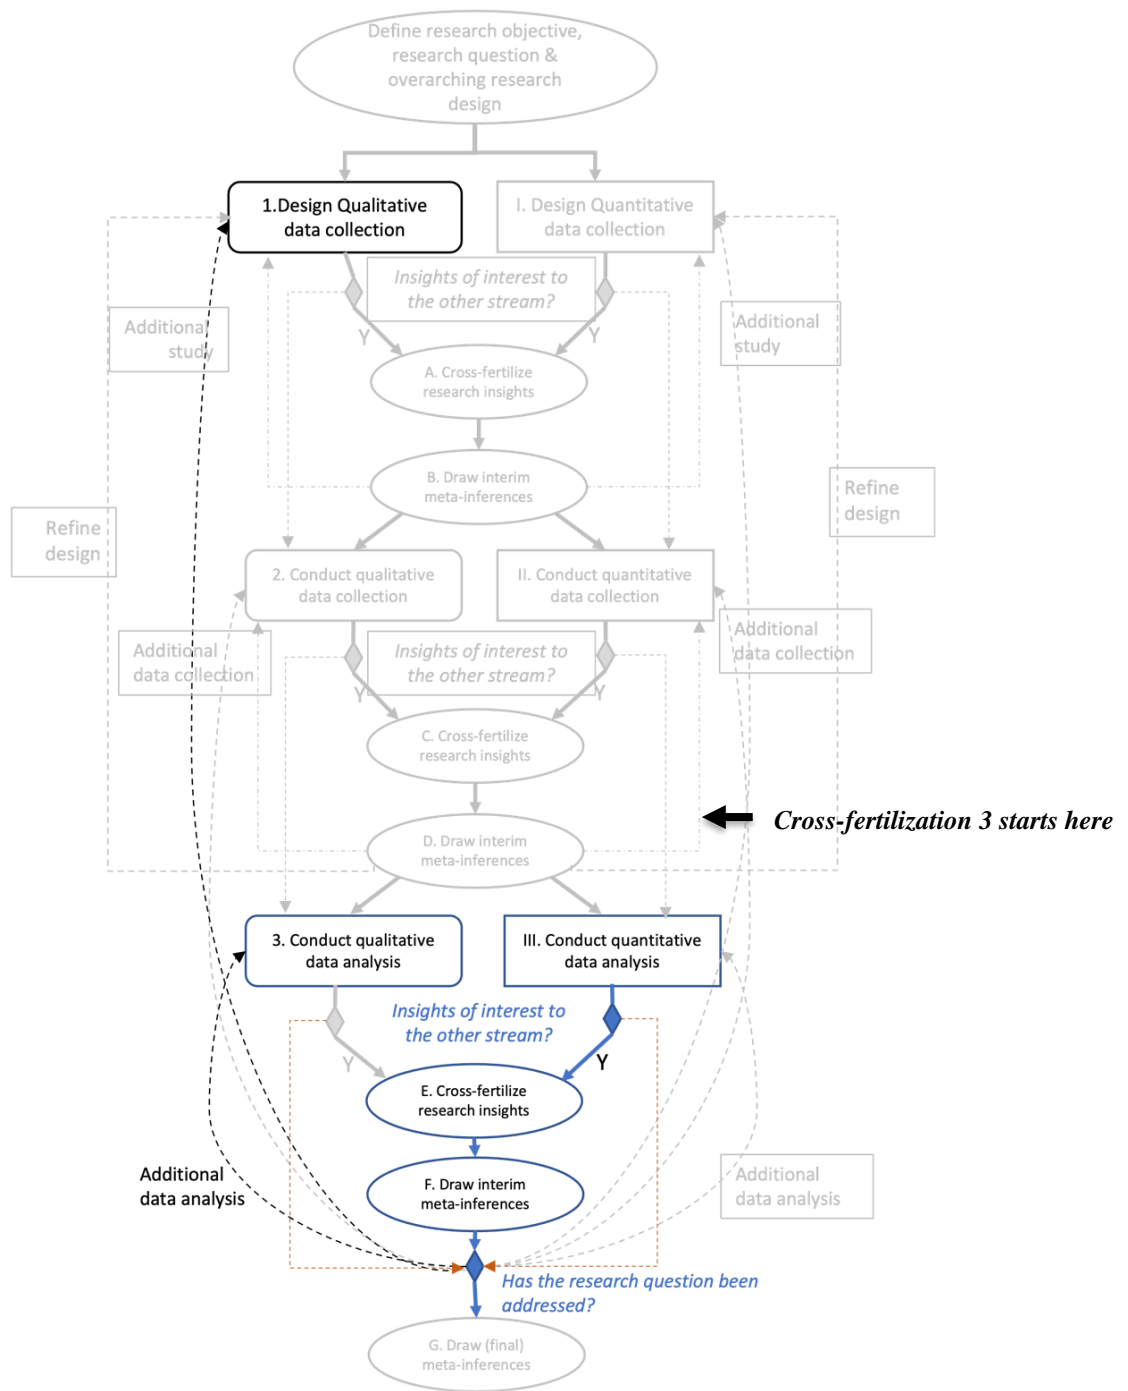 Define research objective,
research question &
overarching research
design
1.Design Qualitative
data collection
I. Design Quantitative
data collection
Insights of interest to
the other stream?
Additional
study
Additional
study
Y
Y
A. Cross-fertilize
research insights
B. Draw interim
meta-inferences
Refine
design
Refine
design
2. Conduct qualitative
data collection
II. Conduct quantitative
data collection
Additional
data collection
Insights of interest to
the other stream?
Additional
data collection
Y
Y
C. Cross-fertilize
research insights
Cross-fertilization 3 starts here
D. Draw interim
meta-inferences
3. Conduct qualitative
data analysis
III. Conduct quantitative
data analysis
Insights of interest to
the other stream?
Y
Y
E. Cross-fertilize
research insights
Additional
data analysis
F. Draw interim
meta-inferences
Additional
data analysis
Has the research question been
addressed?
G. Draw (final)
meta-inferences